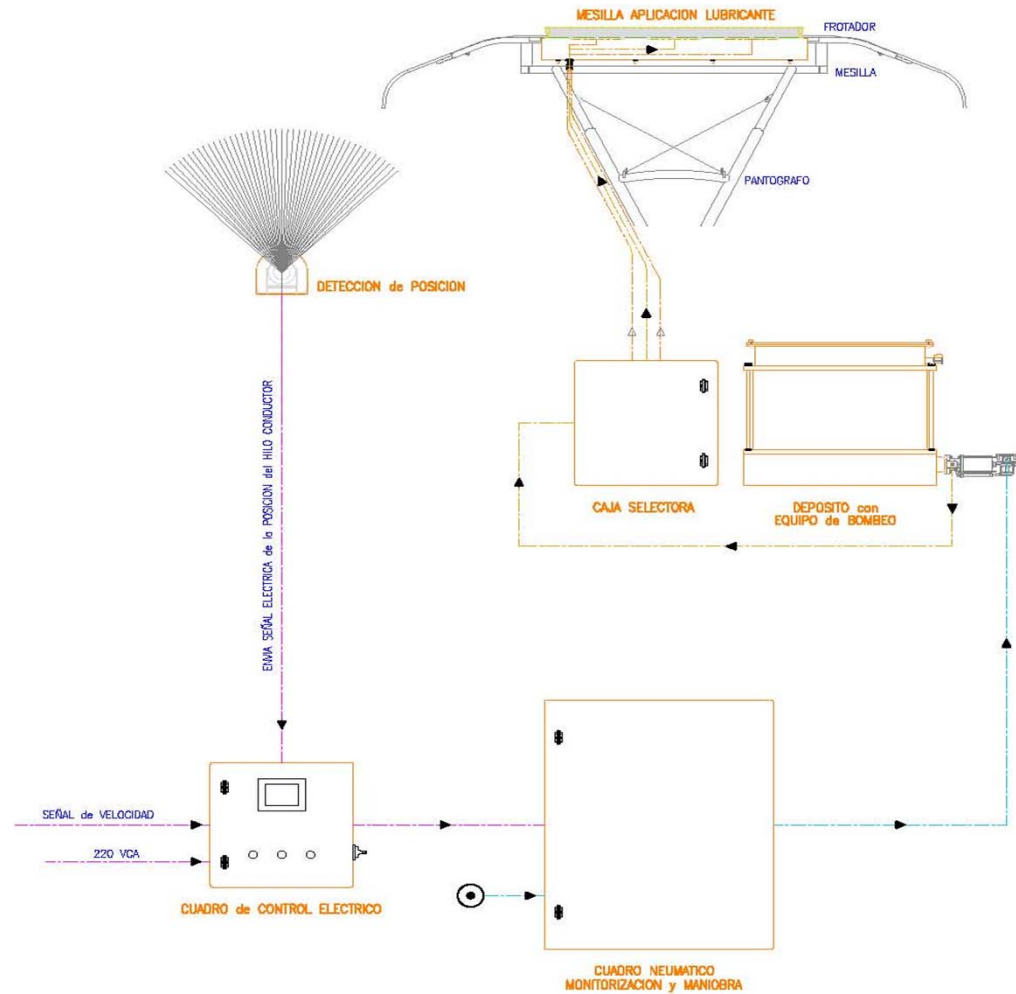 MESILLA APLICACION LUBRICANTE
FROTADOR
MESILLA
PANTOGRAFO
DETECCION de POSICION
ENVIA SEÑAL ELECTRICA de la POSICION del HILO CONDUCTOR
CAJA SELECTORA
DEPOSITO con
EQUIPO de BOMBEO
SEÑAL de VELOCIDAD
220 VCA
CUADRO de CONTROL ELECTRICO
CUADRO NEUMATICO
MONITORIZACION y MANIOBRA